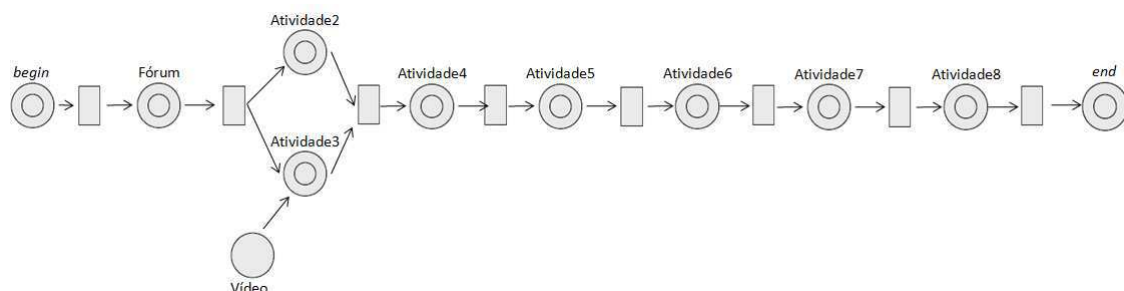 begin
Fórum
Atividade2
Atividade3
Vídeo
Atividade4
Atividade5
Atividade6
Atividade7
Atividade8
end